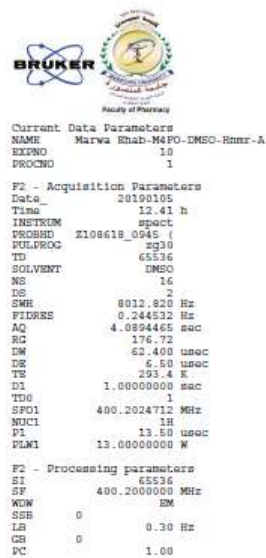 BRUKER
Faculty of Pharmacy
Current Data Parameters
NAME Marwa Ehab-M4PO-DMSO-Hnmr-A
EXPNO 10
PROCNO 1
F2 - Acquisition Parameters
Date_ 20190105
Time 12.41 h
INSTRUM spect
PROBHD Z108618_0945 (
PULPROG zg30
TD 65536
SOLVENT DMSO
NS 16
DS 2
SWH 8012.820 Hz
FIDRES 0.244532 Hz
AQ 4.0894465 sec
RG 176.72
DW 62.400 usec
DE 6.50 usec
TE 293.4 K
D1 1.00000000 sec
TD0 1
SFO1 400.2024712 MHz
NUC1 1H
P1 13.50 usec
PLW1 13.00000000 W
F2 - Processing parameters
SI 65536
SF 400.2000000 MHz
WDW EM
SSB 0
LB 0.30 Hz
GB 0
PC 1.00